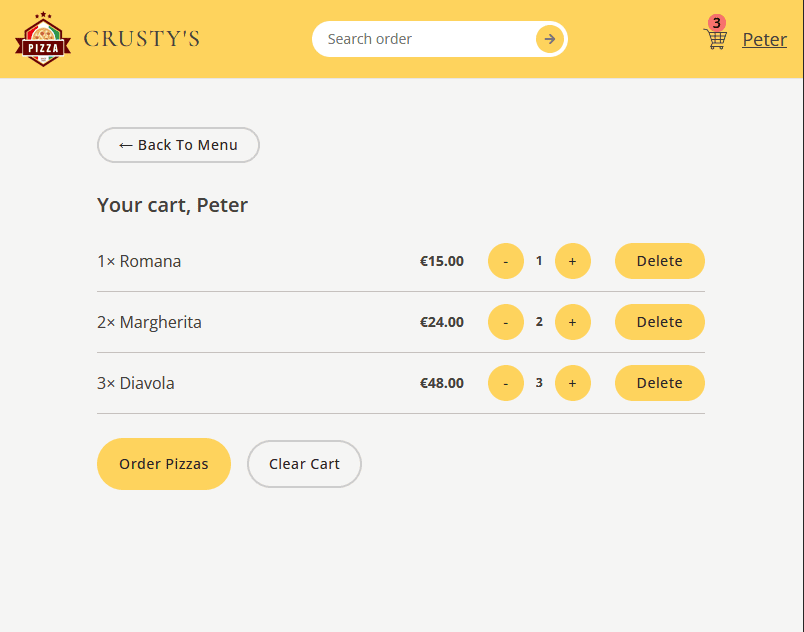 PIZZA
CRUSTY'S
Search order
3
Peter
← Back To Menu
Your cart, Peter
1× Romana €15.00 - 1 + Delete
2× Margherita €24.00 - 2 + Delete
3× Diavola €48.00 - 3 + Delete
Order Pizzas Clear Cart